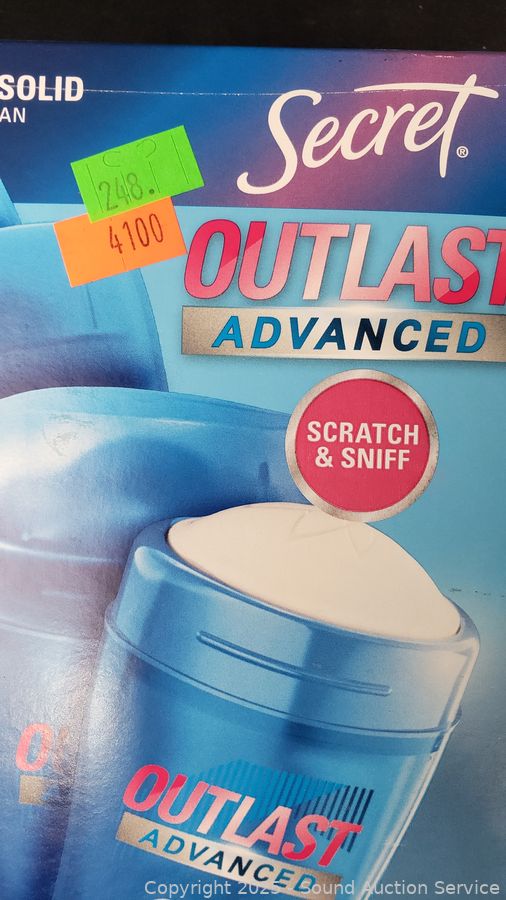 SOLID
AN
Secret®
248.
4100
OUTLAST
ADVANCED
SCRATCH
& SNIFF
OUTLAST
ADVANCED
Copyright 2025 Sound Auction Service